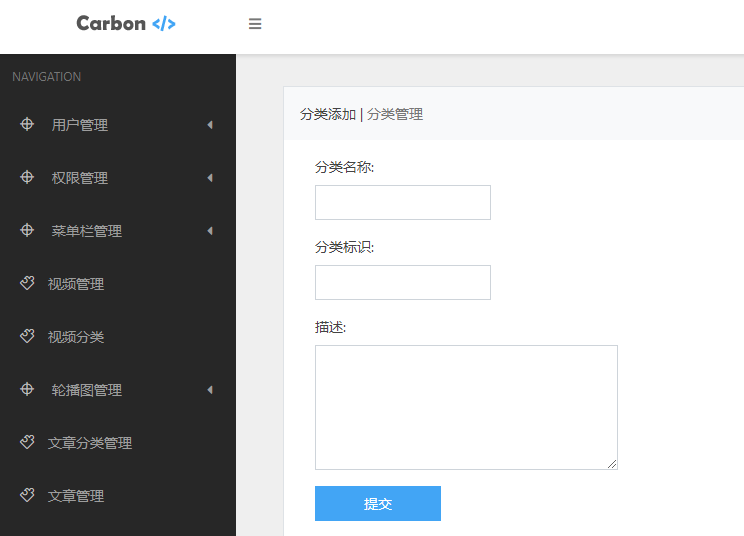 Carbon </>
NAVIGATION
用户管理
权限管理
菜单栏管理
视频管理
视频分类
轮播图管理
文章分类管理
文章管理
分类添加 | 分类管理
分类名称:
分类标识:
描述:
提交